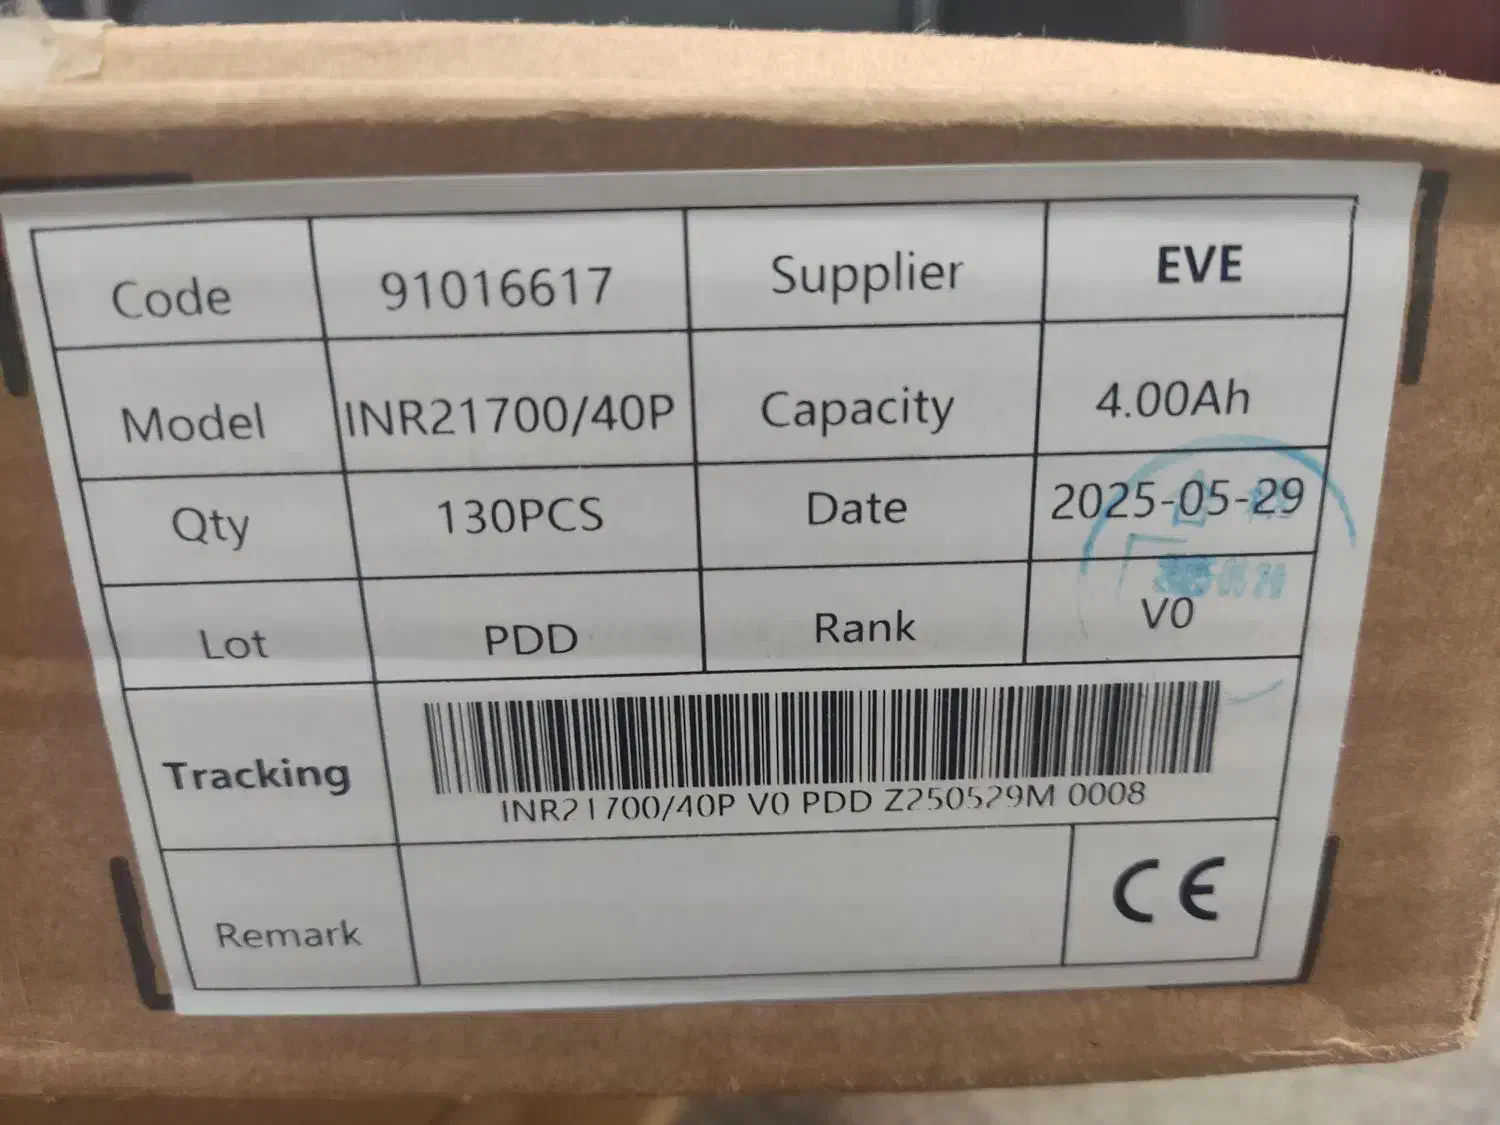 Code 91016617 Supplier EVE
Model INR21700/40P Capacity 4.00Ah
Qty 130PCS Date 2025-05-29
Lot PDD Rank V0
Tracking
INR21700/40P V0 PDD Z250529M 0008
Remark CE